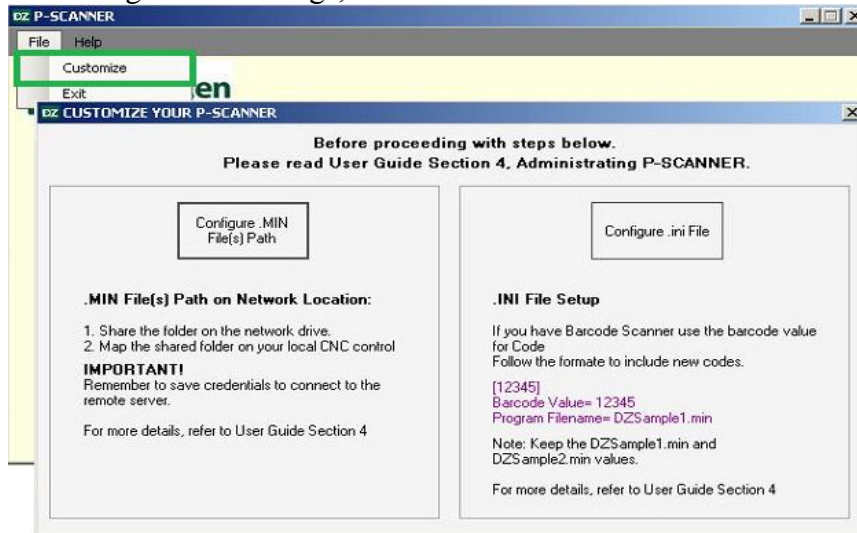 DZ P-SCANNER
File Help
Customize
Exit
en
DZ CUSTOMIZE YOUR P-SCANNER
Before proceeding with steps below.
Please read User Guide Section 4, Administrating P-SCANNER.
Configure .MIN
File(s) Path
.MIN File(s) Path on Network Location:
1. Share the folder on the network drive.
2. Map the shared folder on your local CNC control
IMPORTANT!
Remember to save credentials to connect to the
remote server.
For more details, refer to User Guide Section 4
Configure .ini File
.INI File Setup
If you have Barcode Scanner use the barcode value
for Code
Follow the formate to include new codes.
[12345]
Barcode Value= 12345
Program Filename= DZSample1.min
Note: Keep the DZSample1.min and
DZSample2.min values.
For more details, refer to User Guide Section 4